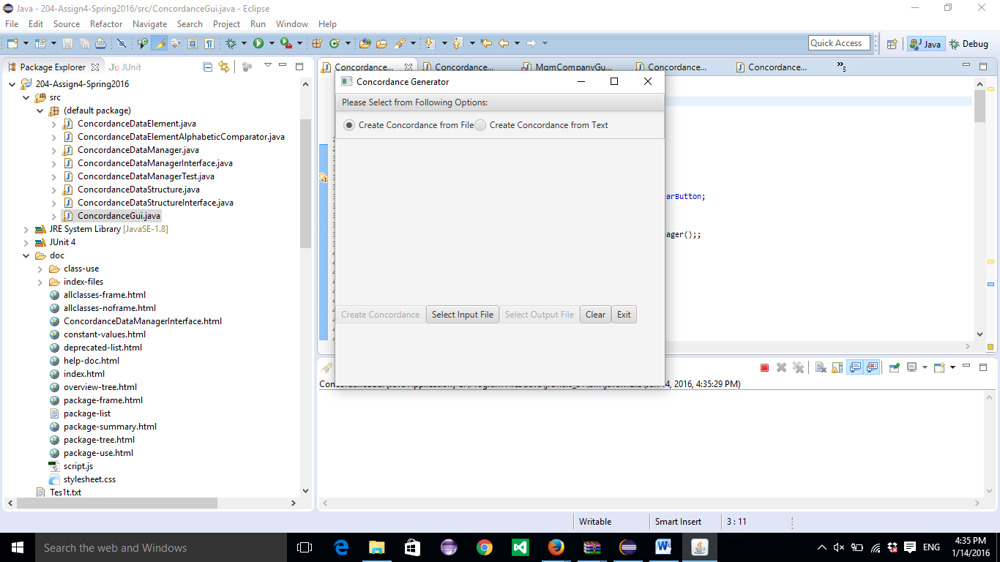 Java - 204-Assign4-Spring2016/src/ConcordanceGui.java - Eclipse
File Edit Source Refactor Navigate Search Project Run Window Help
Quick Access Java Debug
Package Explorer JUnit
Concordance... Concordance... MgmCompanyGu... Concordance... Concordance... »5
204-Assign4-Spring2016
src
(default package)
ConcordanceDataElement.java
ConcordanceDataElementAlphabeticComparator.java
ConcordanceDataManager.java
ConcordanceDataManagerInterface.java
ConcordanceDataManagerTest.java
ConcordanceDataStructure.java
ConcordanceDataStructureInterface.java
ConcordanceGui.java
JRE System Library [JavaSE-1.8]
JUnit 4
doc
class-use
index-files
allclasses-frame.html
allclasses-noframe.html
ConcordanceDataManagerInterface.html
constant-values.html
deprecated-list.html
help-doc.html
index.html
overview-tree.html
package-frame.html
package-list
package-summary.html
package-tree.html
package-use.html
script.js
stylesheet.css
Tes1t.txt
Concordance Generator
Please Select from Following Options:
Create Concordance from File Create Concordance from Text
arButton;
ager();;
Create Concordance Select Input File Select Output File Clear Exit
14, 2016, 4:35:29 PM)
Writable Smart Insert 3 : 11
Search the web and Windows
ENG
4:35 PM
1/14/2016